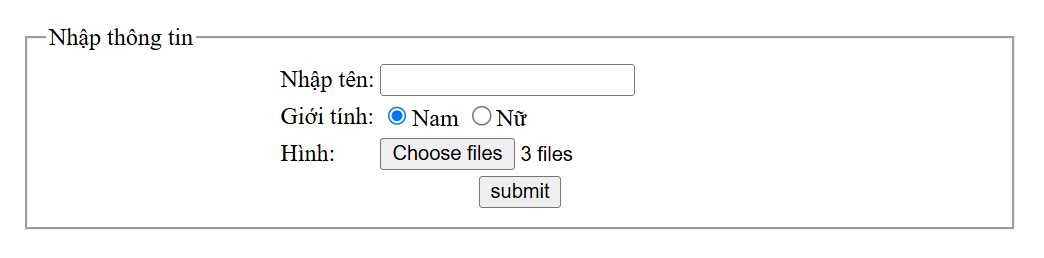 Nhập thông tin
Nhập tên:
Giới tính: Nam Nữ
Hình: Choose files 3 files
submit